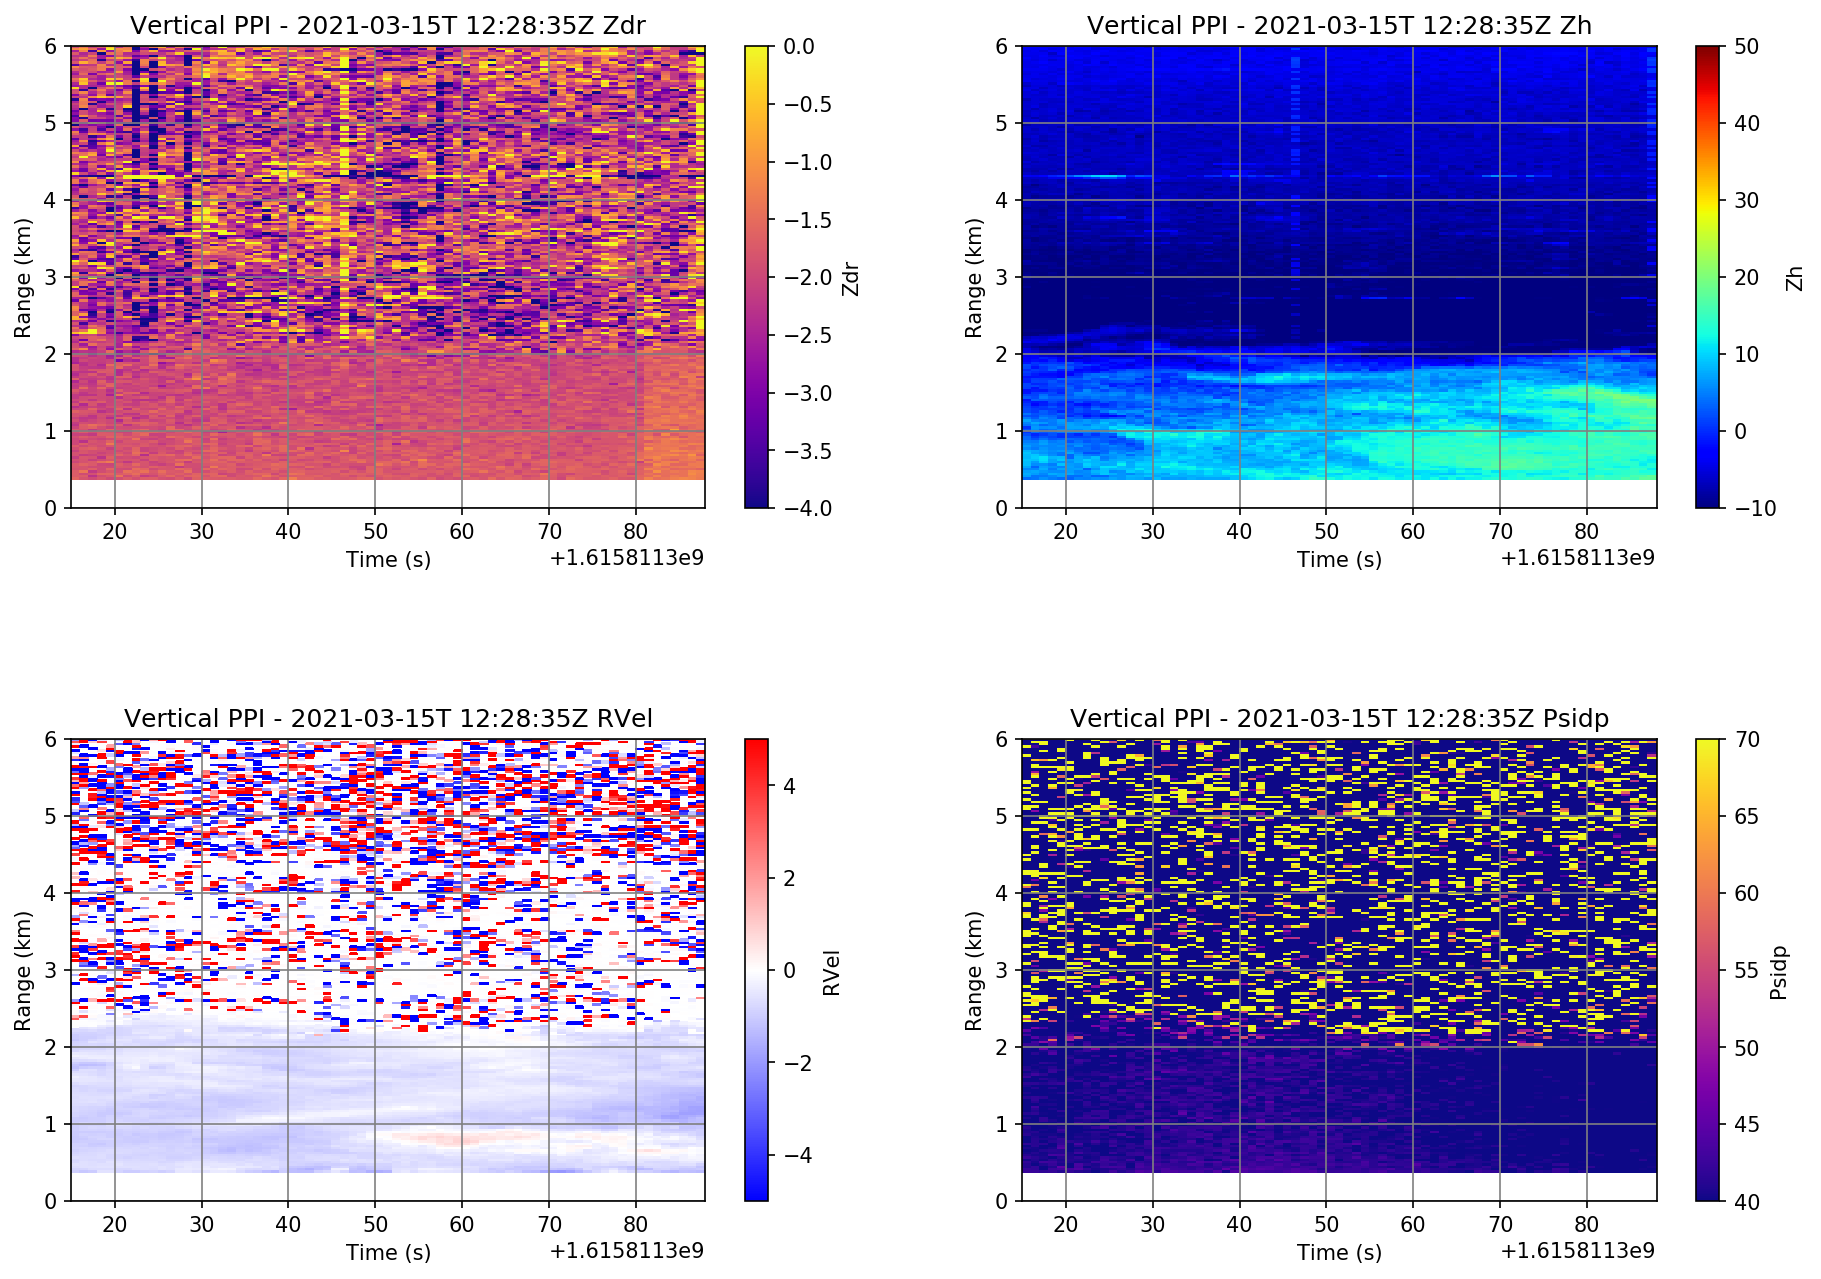 Vertical PPI - 2021-03-15T 12:28:35Z Zdr
6
5
4
3
2
1
0
Range (km)
20 30 40 50 60 70 80
Time (s)
+1.6158113e9
0.0
−0.5
−1.0
−1.5
−2.0
−2.5
−3.0
−3.5
−4.0
Zdr
Vertical PPI - 2021-03-15T 12:28:35Z Zh
6
5
4
3
2
1
0
Range (km)
20 30 40 50 60 70 80
Time (s)
+1.6158113e9
50
40
30
20
10
0
−10
Zh
Vertical PPI - 2021-03-15T 12:28:35Z RVel
6
5
4
3
2
1
0
Range (km)
20 30 40 50 60 70 80
Time (s)
+1.6158113e9
4
2
0
−2
−4
RVel
Vertical PPI - 2021-03-15T 12:28:35Z Psidp
6
5
4
3
2
1
0
Range (km)
20 30 40 50 60 70 80
Time (s)
+1.6158113e9
70
65
60
55
50
45
40
Psidp